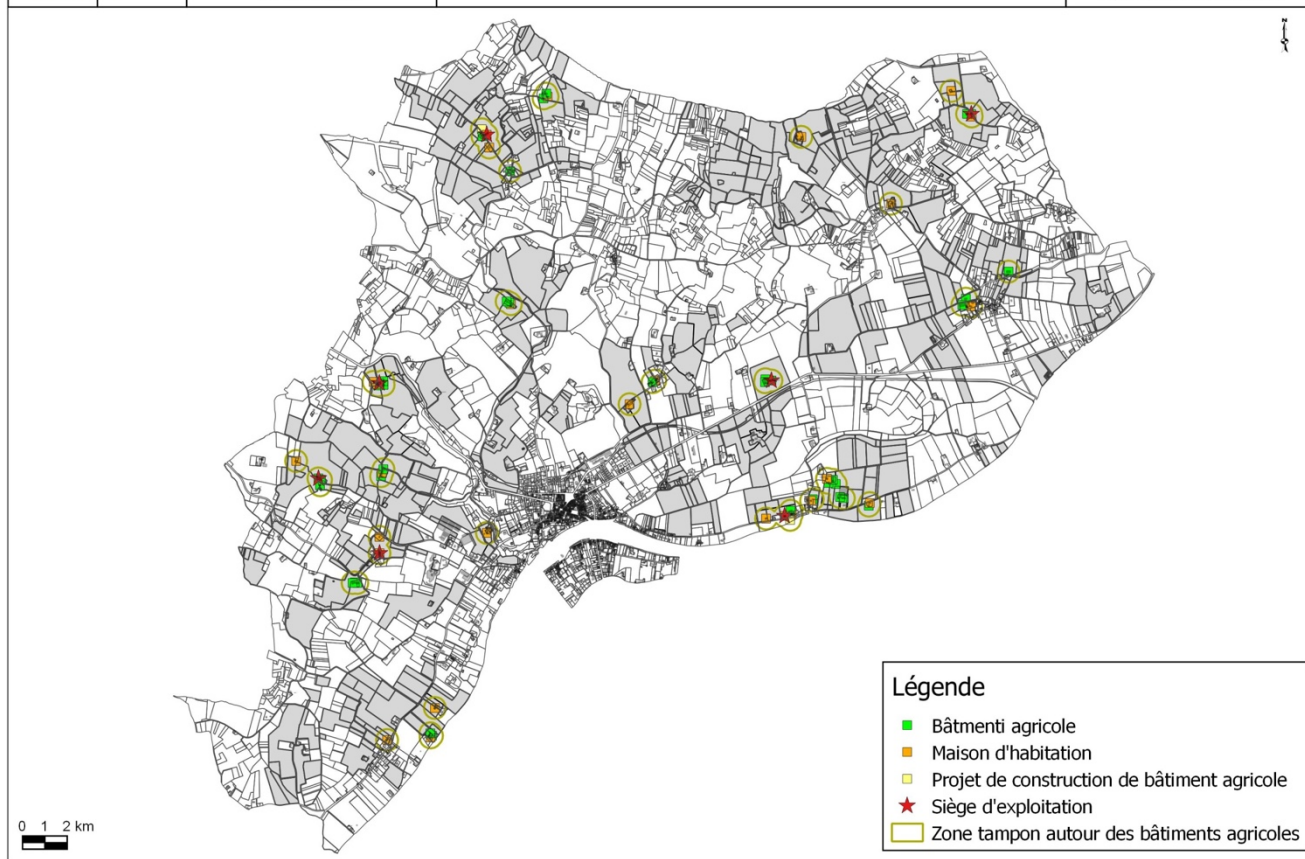 N
Légende
Bâtmenti agricole
Maison d'habitation
Projet de construction de bâtiment agricole
Siège d'exploitation
Zone tampon autour des bâtiments agricoles
0 1 2 km